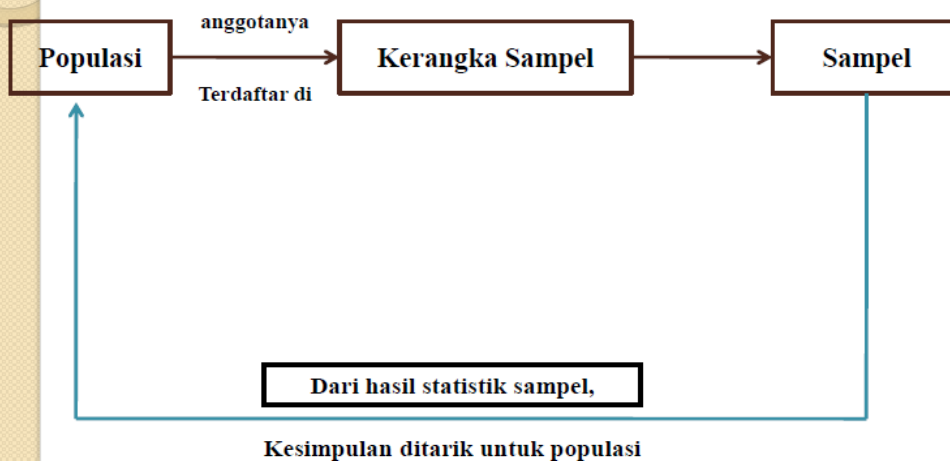 anggotanya
Populasi
Kerangka Sampel
Sampel
Terdaftar di
Dari hasil statistik sampel,
Kesimpulan ditarik untuk populasi